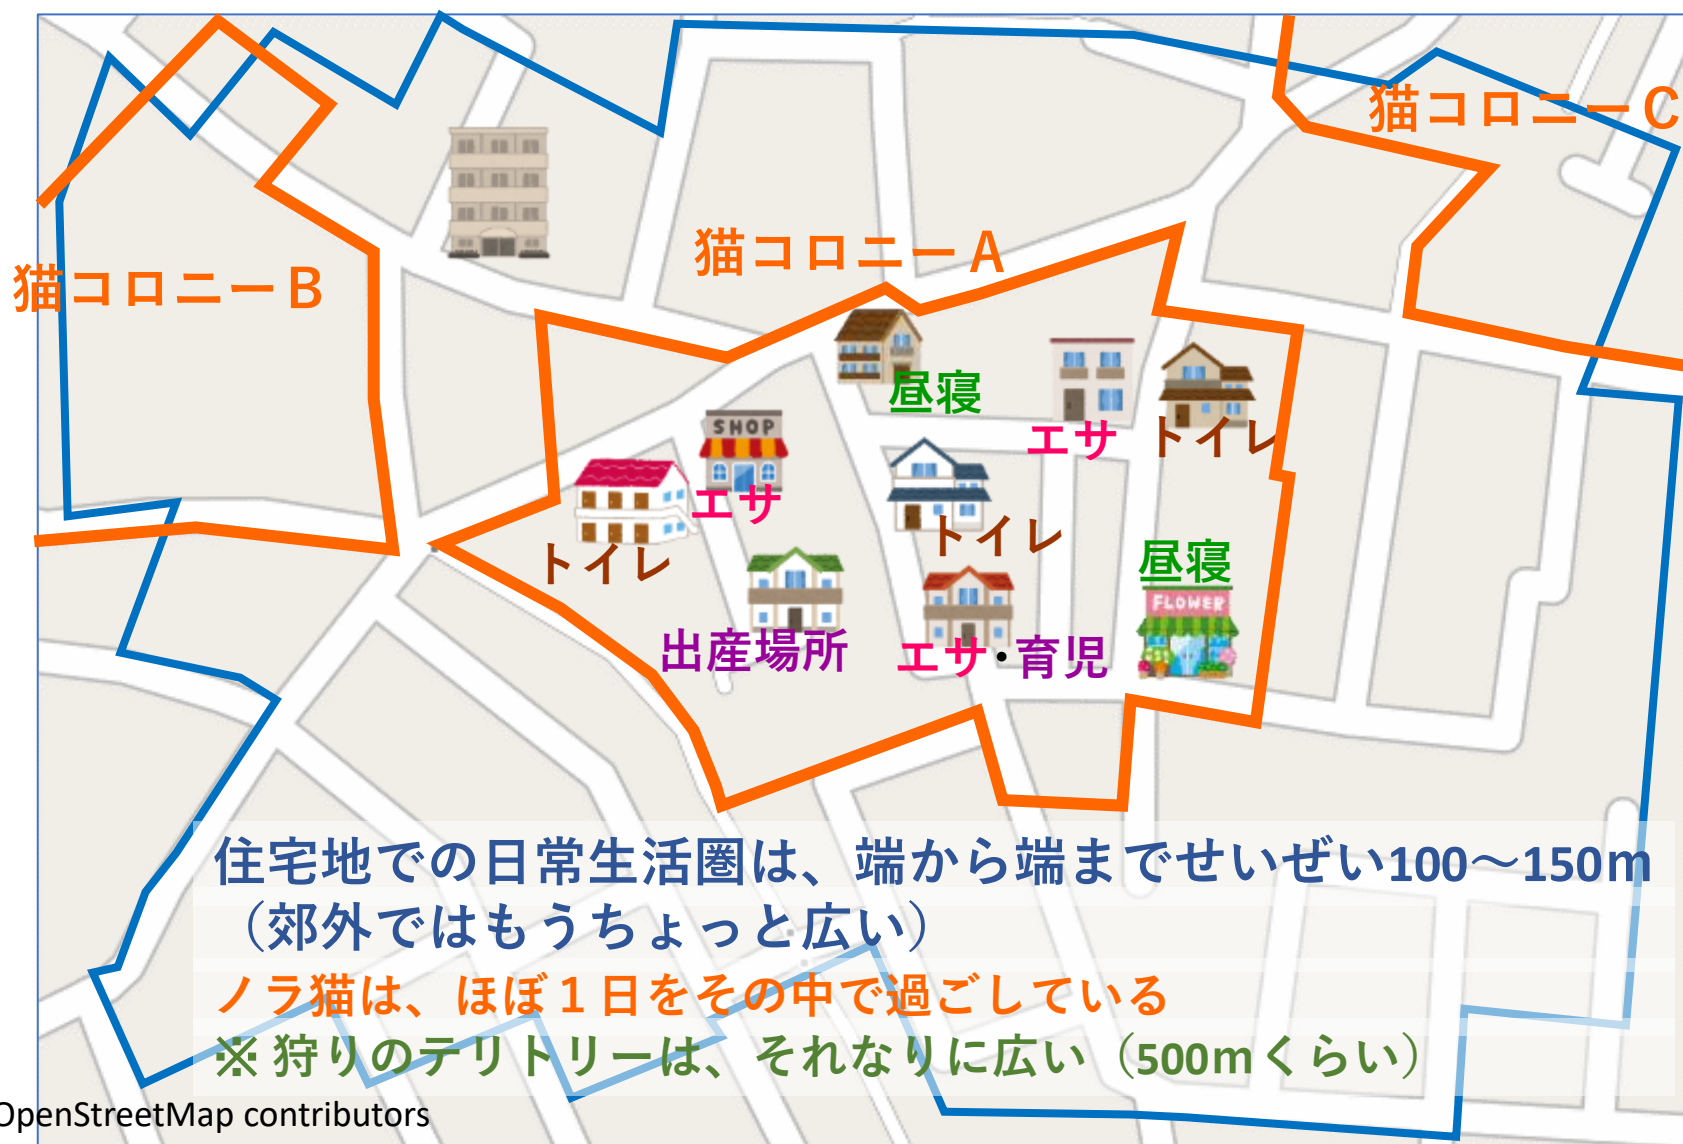 猫コロニーC
猫コロニーA
猫コロニーB
昼寝
SHOP
エサ
トイレ
エサ
トイレ
トイレ
昼寝
FLOWER
出産場所
エサ・育児
住宅地での日常生活圏は、端から端までせいぜい100～150m
（郊外ではもうちょっと広い）
ノラ猫は、ほぼ１日をその中で過ごしている
※狩りのテリトリーは、それなりに広い（500mくらい）
OpenStreetMap contributors